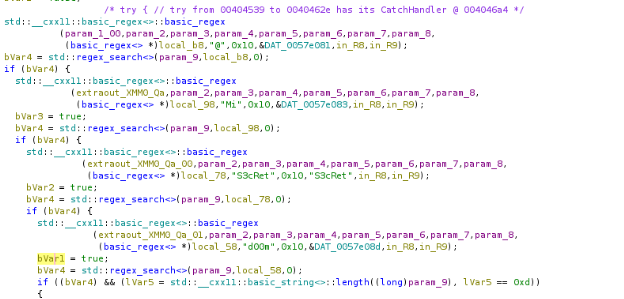 /* try { // try from 00404539 to 0040462e has its CatchHandler @ 004046a4 */
std::__cxx11::basic_regex<>::basic_regex
(param_1_00,param_2,param_3,param_4,param_5,param_6,param_7,param_8,
(basic_regex<> *)local_b8,"@",0x10,&DAT_0057e081,in_R8,in_R9);
bVar4 = std::regex_search<>(param_9,local_b8,0);
if (bVar4) {
std::__cxx11::basic_regex<>::basic_regex
(extraout_XMM0_Qa,param_2,param_3,param_4,param_5,param_6,param_7,param_8,
(basic_regex<> *)local_98,"Mi",0x10,&DAT_0057e083,in_R8,in_R9);
bVar3 = true;
bVar4 = std::regex_search<>(param_9,local_98,0);
if (bVar4) {
std::__cxx11::basic_regex<>::basic_regex
(extraout_XMM0_Qa_00,param_2,param_3,param_4,param_5,param_6,param_7,param_8,
(basic_regex<> *)local_78,"S3cRet",0x10,"S3cRet",in_R8,in_R9);
bVar2 = true;
bVar4 = std::regex_search<>(param_9,local_78,0);
if (bVar4) {
std::__cxx11::basic_regex<>::basic_regex
(extraout_XMM0_Qa_01,param_2,param_3,param_4,param_5,param_6,param_7,param_8,
(basic_regex<> *)local_58,"d00m",0x10,&DAT_0057e08d,in_R8,in_R9);
bVar1 = true;
bVar4 = std::regex_search<>(param_9,local_58,0);
if ((bVar4) && (lVar5 = std::__cxx11::basic_string<>::length((long)param_9), lVar5 == 0xd))
{